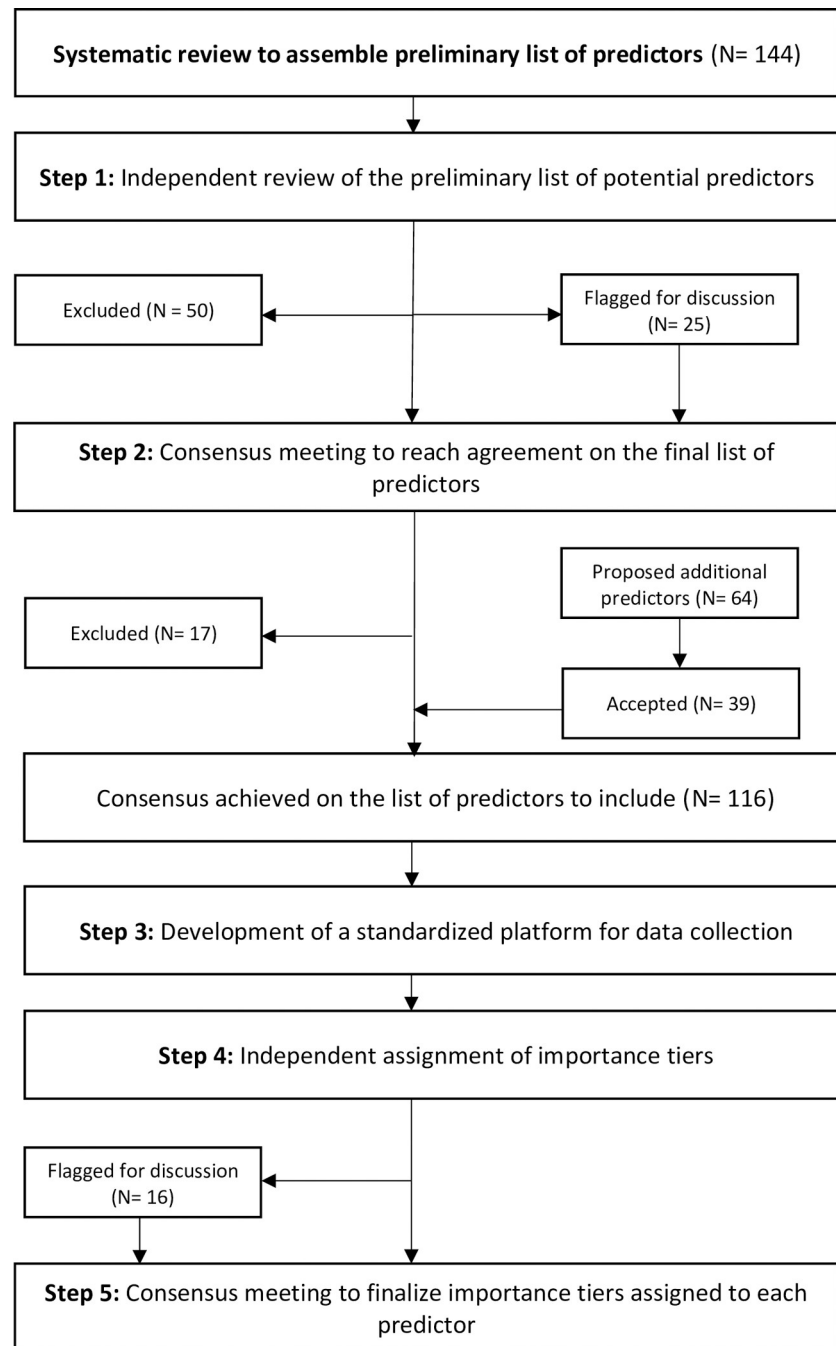 Systematic review to assemble preliminary list of predictors (N= 144)
Step 1: Independent review of the preliminary list of potential predictors
Excluded (N = 50)
Flagged for discussion
(N= 25)
Step 2: Consensus meeting to reach agreement on the final list of
predictors
Proposed additional
predictors (N= 64)
Excluded (N= 17)
Accepted (N= 39)
Consensus achieved on the list of predictors to include (N= 116)
Step 3: Development of a standardized platform for data collection
Step 4: Independent assignment of importance tiers
Flagged for discussion
(N= 16)
Step 5: Consensus meeting to finalize importance tiers assigned to each
predictor